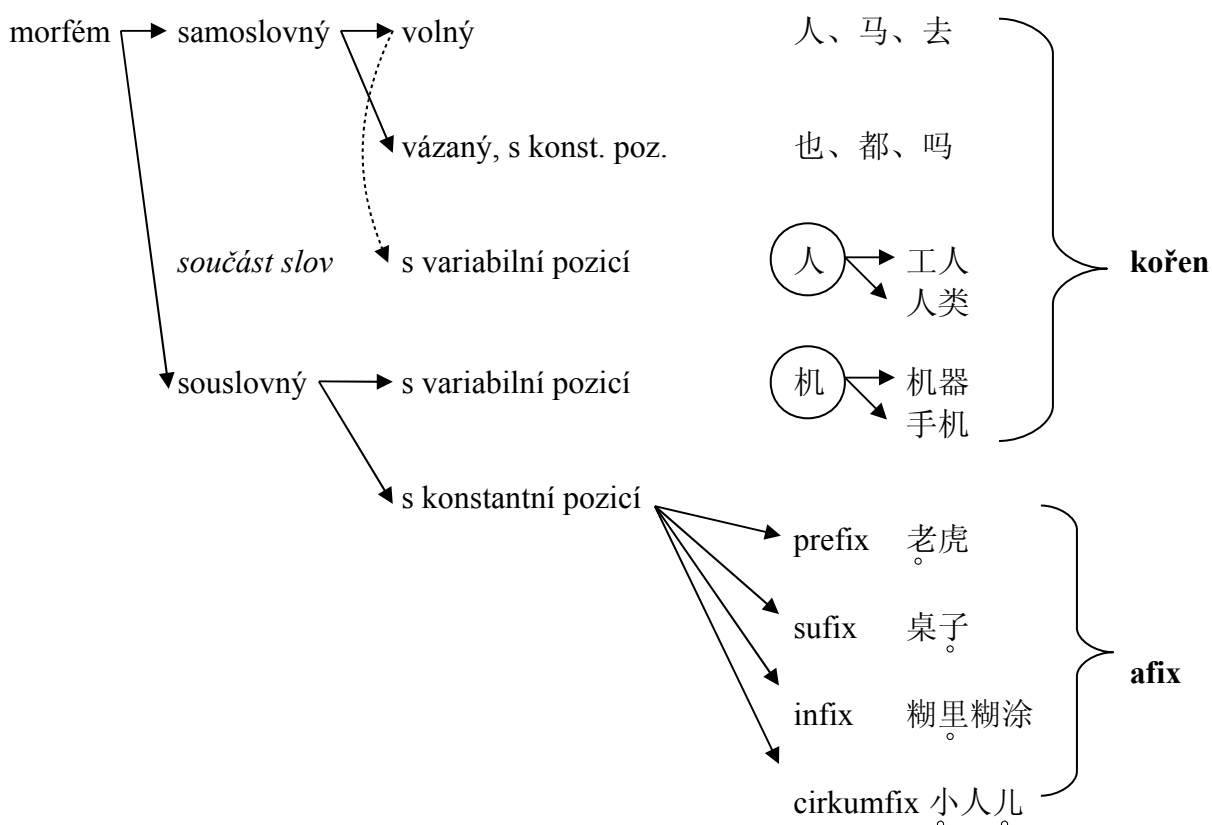 morfém samoslovný volný 人、马、去
vázaný, s konst. poz. 也、都、吗
součást slov s variabilní pozicí 人 工人 kořen
人类
souslovný s variabilní pozicí 机 机器
手机
s konstantní pozicí
prefix 老虎
sufix 桌子
afix
infix 糊里糊涂
cirkumfix 小人儿